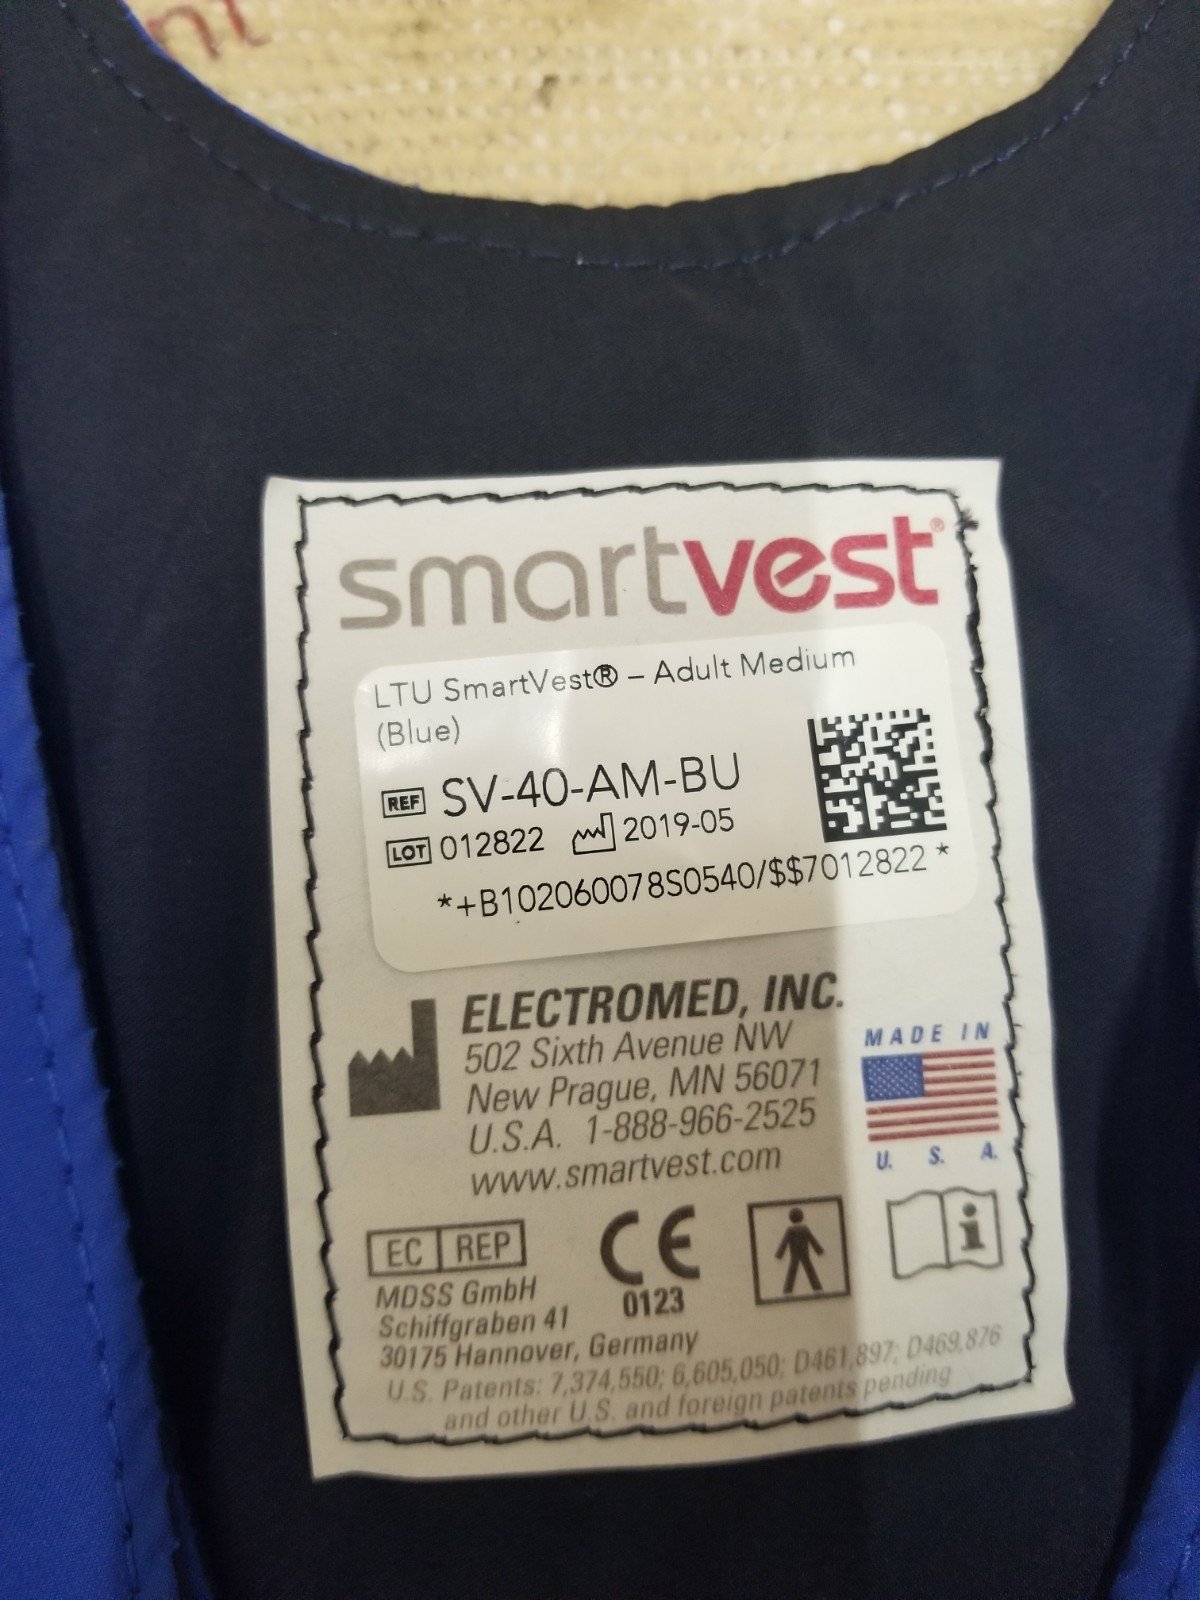 nt
smartvest®
LTU SmartVest® – Adult Medium
(Blue)
REF SV-40-AM-BU
LOT 012822 2019-05
*+B102060078S0540/$$7012822*
ELECTROMED, INC.
502 Sixth Avenue NW
New Prague, MN 56071
U.S.A. 1-888-966-2525
www.smartvest.com
MADE IN
U. S. A.
EC REP
MDSS GmbH
Schiffgraben 41
30175 Hannover, Germany
CE
0123
i
U.S. Patents: 7,374,550; 6,605,050; D461,897; D469,876
and other U.S. and foreign patents pending